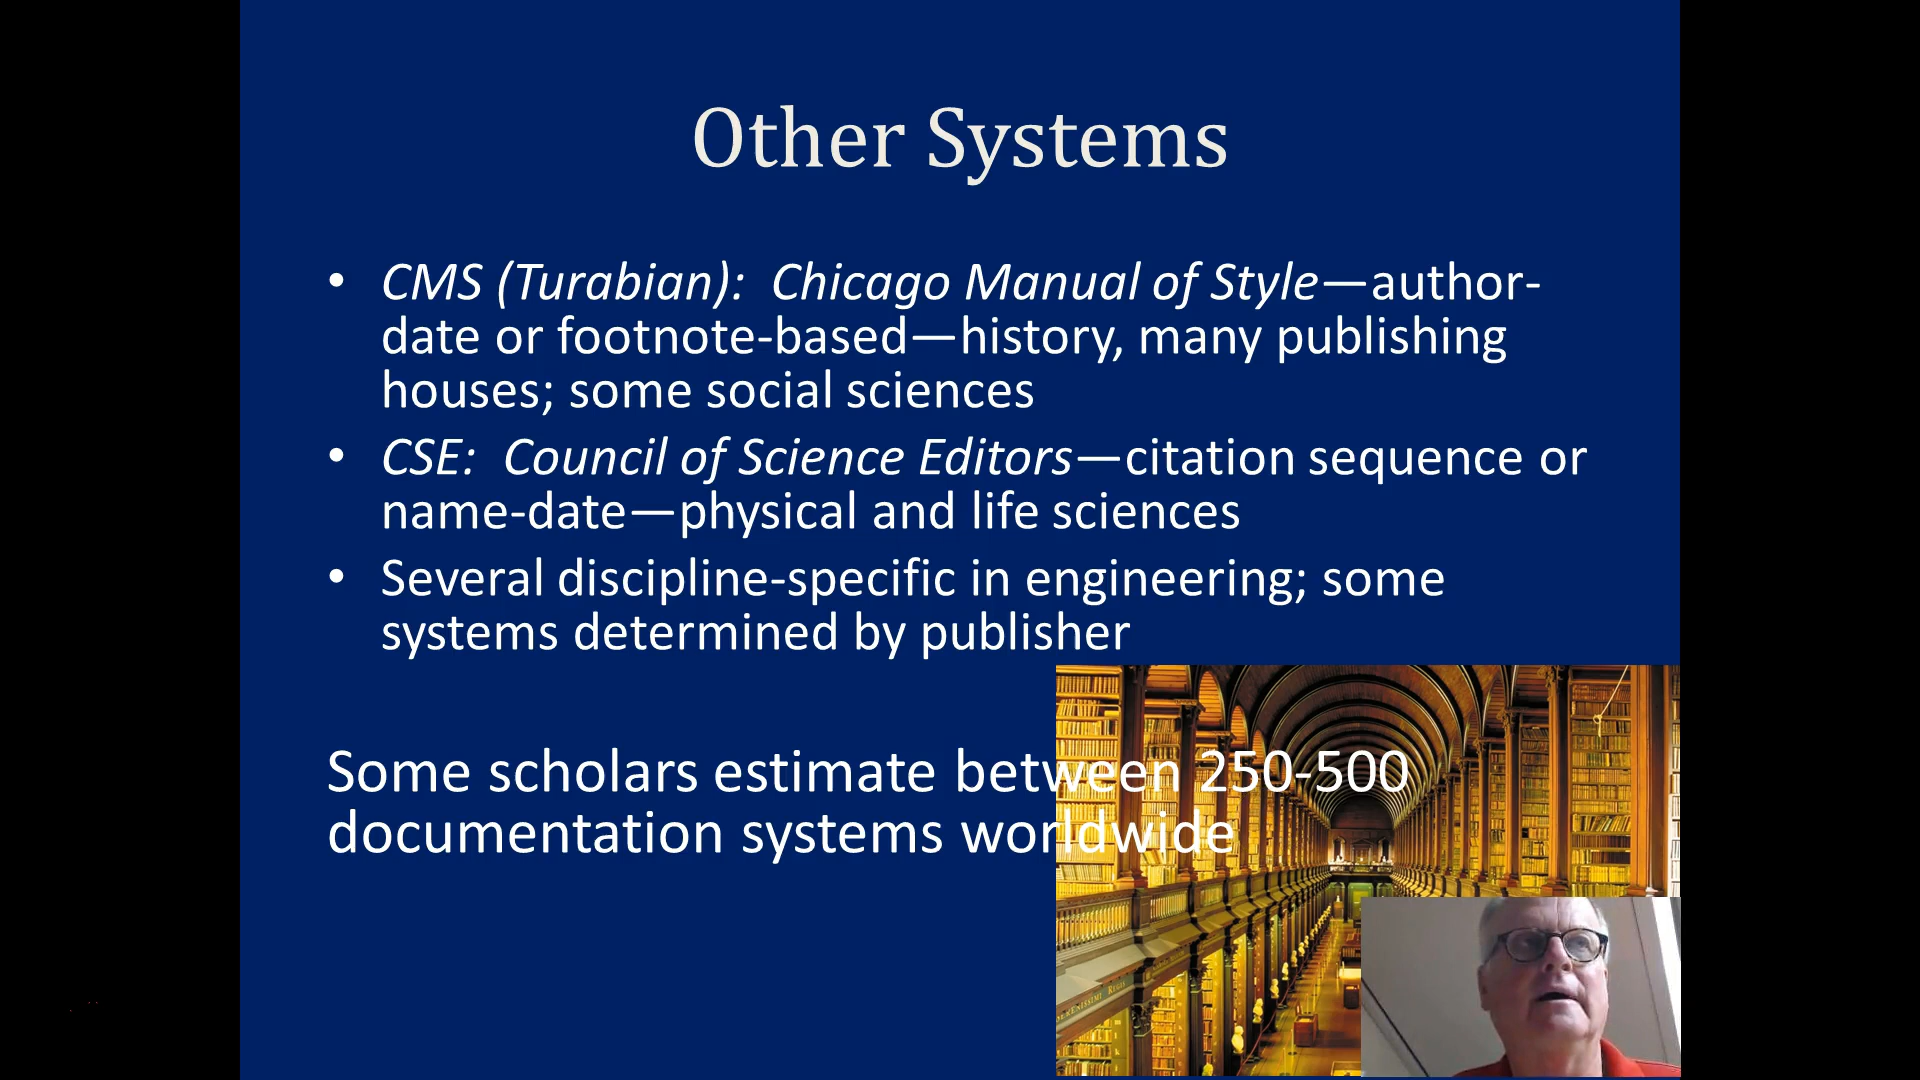 Other Systems
• CMS (Turabian):  Chicago Manual of Style—author-
date or footnote-based—history, many publishing
houses; some social sciences
• CSE:  Council of Science Editors—citation sequence or
name-date—physical and life sciences
• Several discipline-specific in engineering; some
systems determined by publisher
Some scholars estimate between 250-500
documentation systems worldwide